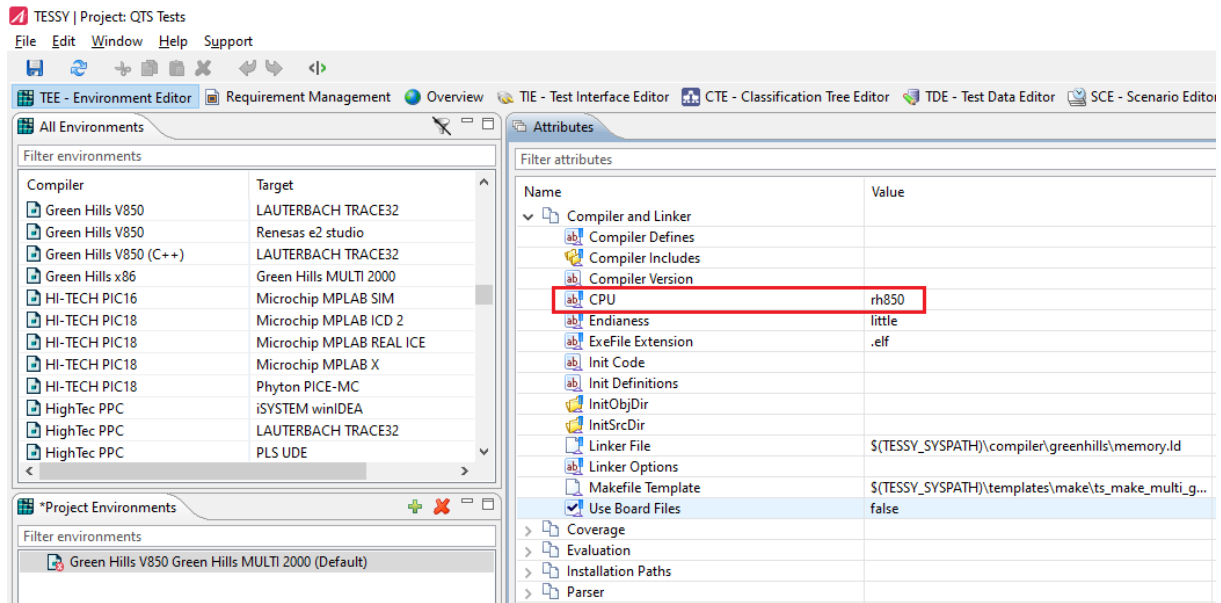 TESSY | Project: QTS Tests
File Edit Window Help Support
TEE - Environment Editor Requirement Management Overview TIE - Test Interface Editor CTE - Classification Tree Editor TDE - Test Data Editor SCE - Scenario Editor
All Environments
Filter environments
Compiler Target
Green Hills V850 LAUTERBACH TRACE32
Green Hills V850 Renesas e2 studio
Green Hills V850 (C++) LAUTERBACH TRACE32
Green Hills x86 Green Hills MULTI 2000
HI-TECH PIC16 Microchip MPLAB SIM
HI-TECH PIC18 Microchip MPLAB ICD 2
HI-TECH PIC18 Microchip MPLAB REAL ICE
HI-TECH PIC18 Microchip MPLAB X
HI-TECH PIC18 Phyton PICE-MC
HighTec PPC iSYSTEM winIDEA
HighTec PPC LAUTERBACH TRACE32
HighTec PPC PLS UDE
*Project Environments
Filter environments
Green Hills V850 Green Hills MULTI 2000 (Default)
Attributes
Filter attributes
Name Value
Compiler and Linker
Compiler Defines
Compiler Includes
Compiler Version
CPU rh850
Endianess little
ExeFile Extension .elf
Init Code
Init Definitions
InitObjDir
InitSrcDir
Linker File $(TESSY_SYSPATH)\compiler\greenhills\memory.ld
Linker Options
Makefile Template $(TESSY_SYSPATH)\templates\make\ts_make_multi_g...
Use Board Files false
Coverage
Evaluation
Installation Paths
Parser